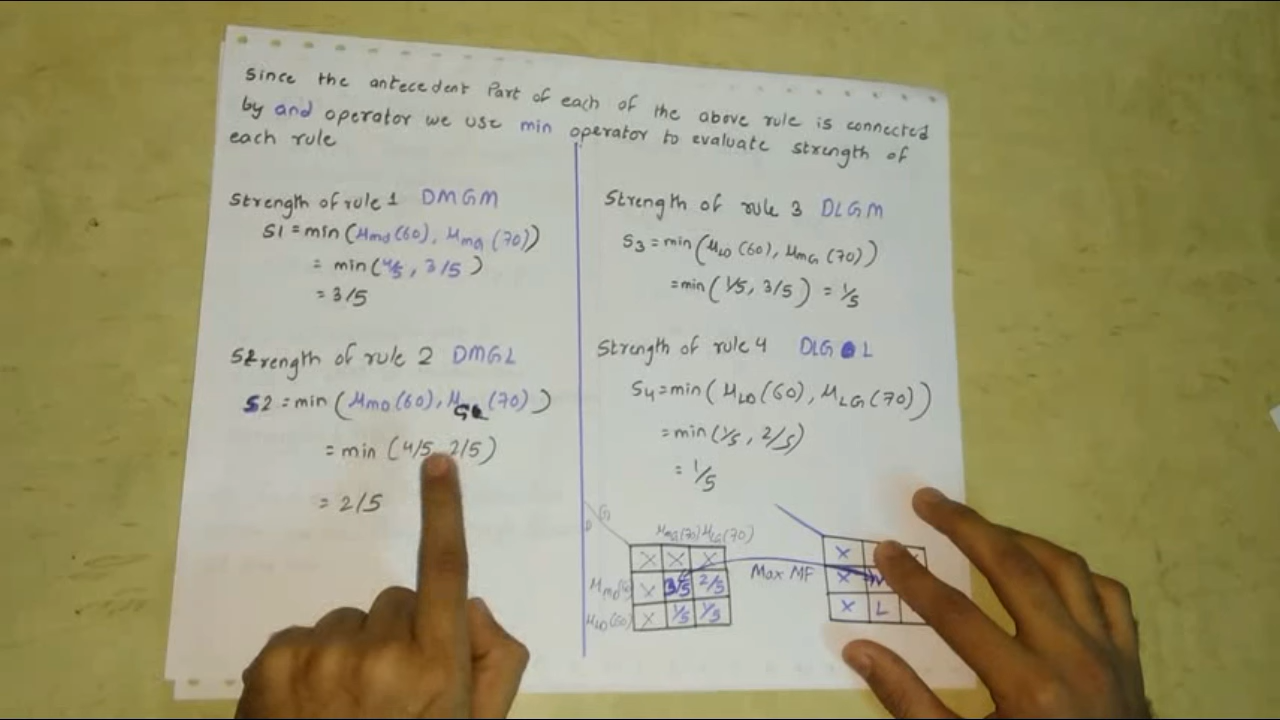 Since the antecedent Part of each of the above rule is connected
by and operator we use min operator to evaluate strength of
each rule
Strength of rule 1 DMGM
S1 = min (μmd (60), μmG (70))
= min (4/5, 3/5)
= 3/5
Strength of rule 2 DMGL
S2 = min (μmD (60), μGL (70))
= min (4/5, 2/5)
= 2/5
Strength of rule 3 DLGM
S3 = min (μLD (60), μmG (70))
= min (1/5, 3/5) = 1/5
Strength of rule 4 DLG L
S4 = min (μLD (60), μLG (70))
= min (1/5, 2/5)
= 1/5
G
D
μmG(70) μLG(70)
X X X
X 3/5 2/5
μLD(60) X 1/5 1/5
Max MF
X
X
X L